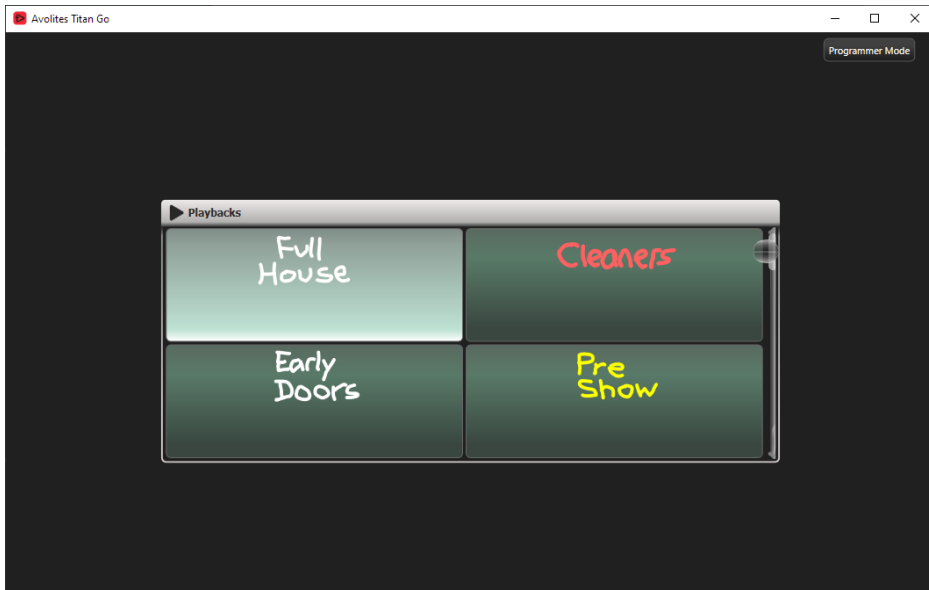 Avolites Titan Go
Programmer Mode
Playbacks
Full
House
Cleaners
Early
Doors
Pre
Show